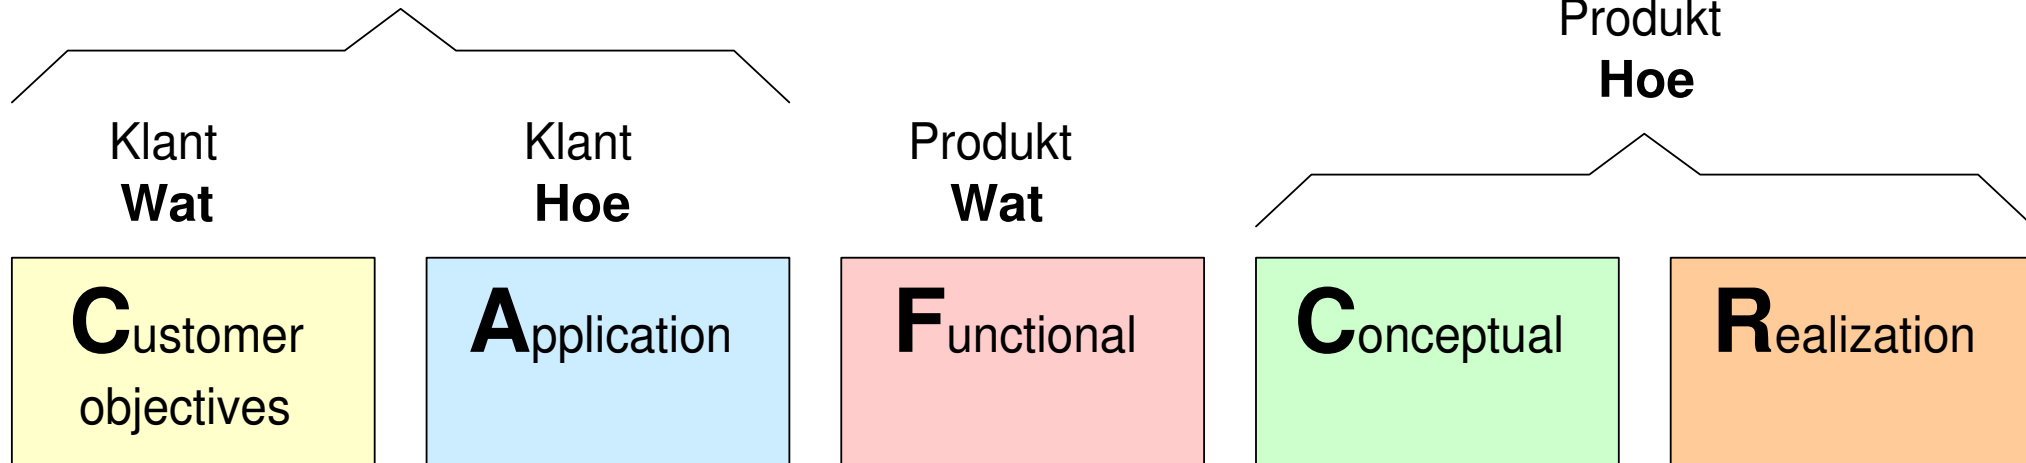 Produkt
Hoe
Klant
Wat
Klant
Hoe
Produkt
Wat
Customer
objectives
Application
Functional
Conceptual
Realization